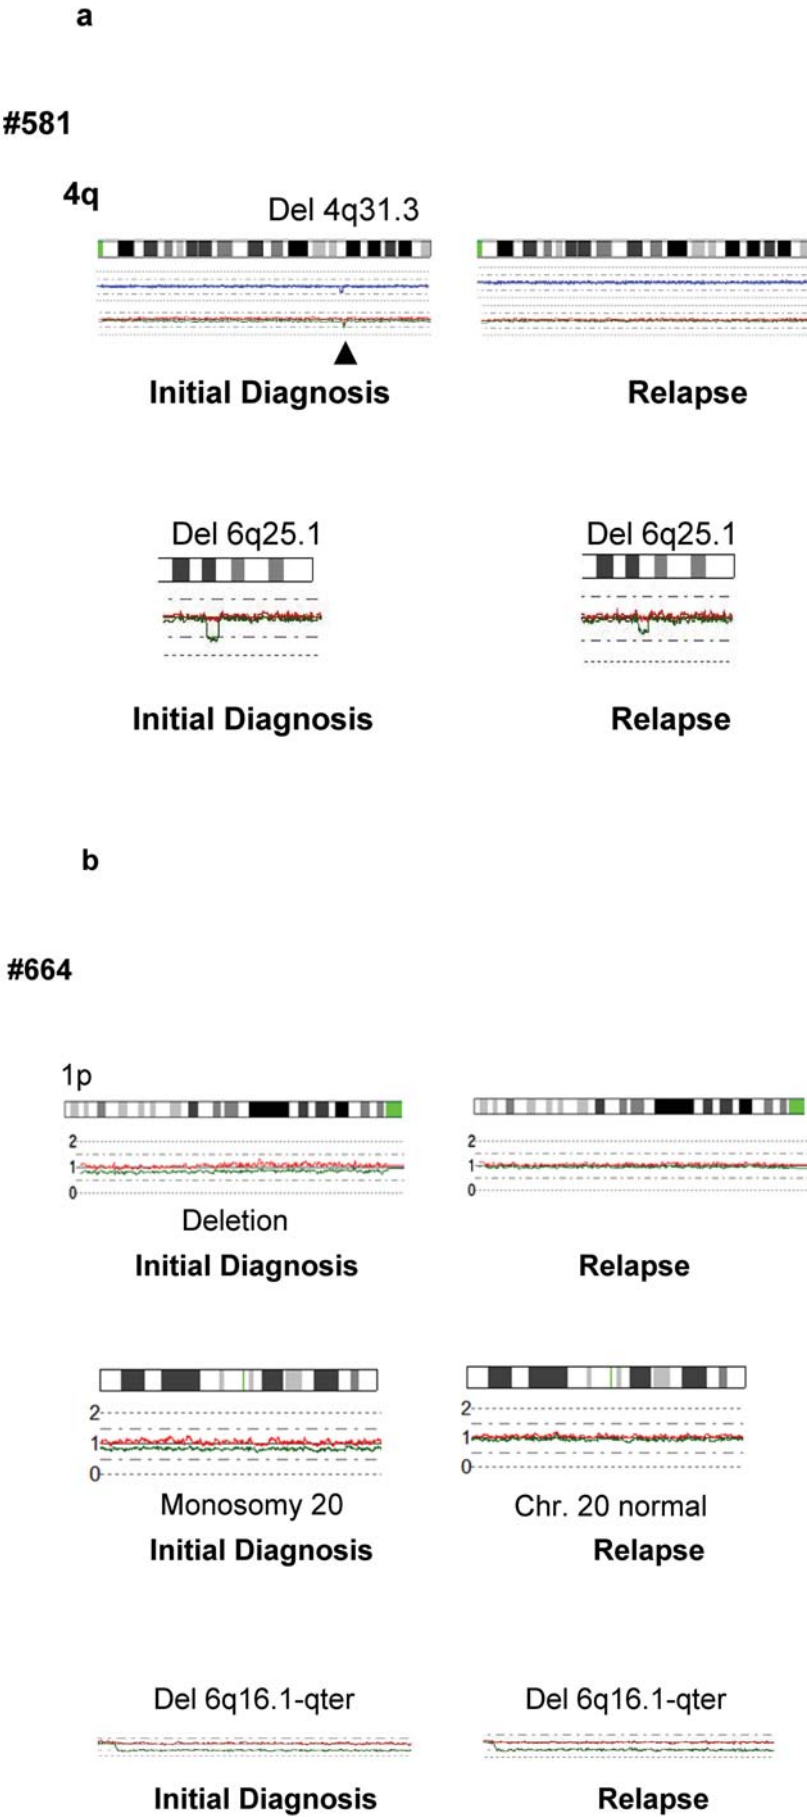 a
#581
4q
Del 4q31.3
Initial Diagnosis Relapse
Del 6q25.1 Del 6q25.1
Initial Diagnosis Relapse
b
#664
1p
2 2
1 1
0 0
Deletion
Initial Diagnosis Relapse
2 2
1 1
0 0
Monosomy 20 Chr. 20 normal
Initial Diagnosis Relapse
Del 6q16.1-qter Del 6q16.1-qter
Initial Diagnosis Relapse